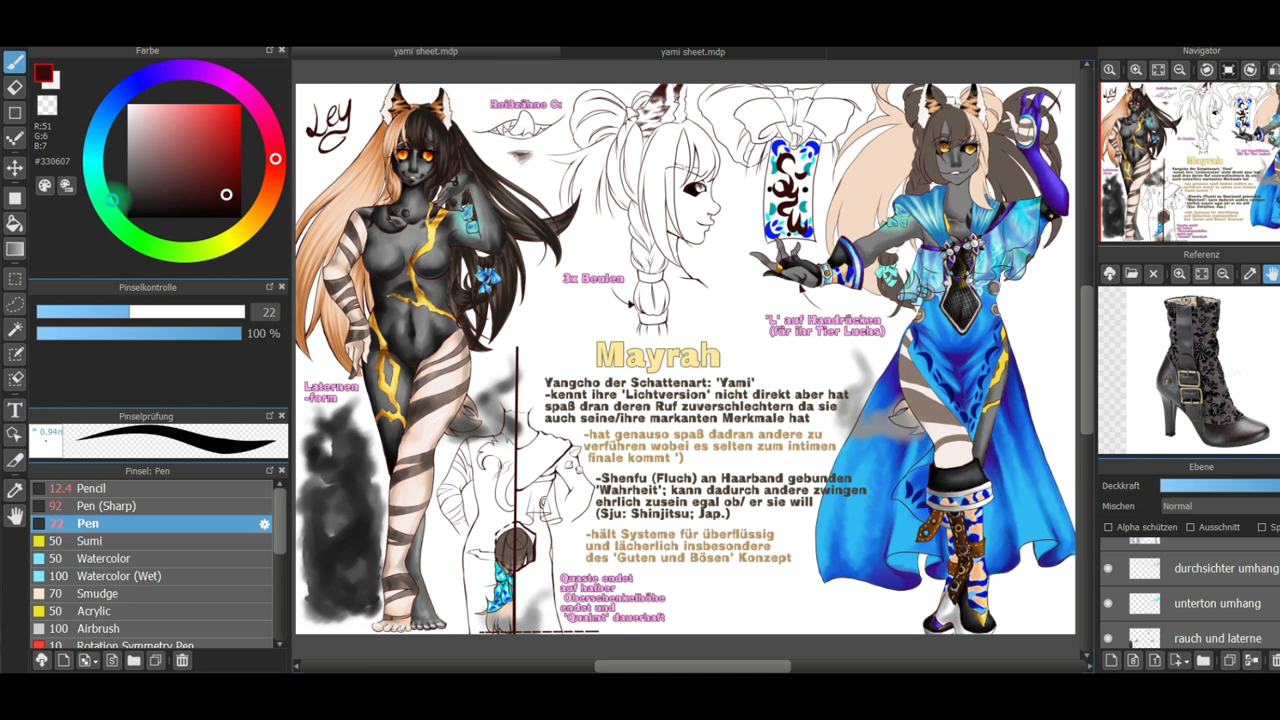 Farbe
yami sheet.mdp
yami sheet.mdp
Navigator
R:51
G:6
B:7
#330607
Pinselkontrolle
22
100 %
Pinselprüfung
0.94m
Pinsel: Pen
12.4 Pencil
92 Pen (Sharp)
22 Pen
50 Sumi
50 Watercolor
100 Watercolor (Wet)
70 Smudge
50 Acrylic
100 Airbrush
10 Rotation Symmetry Pen
Ley
Reißzähne C:
3x Beulen
'L' auf Handrücken
(für ihr Tier Luchs)
Laternen
-form
Mayrah
Yangcho der Schattenart: 'Yami'
-kennt ihre 'Lichtversion' nicht direkt aber hat
spaß dran deren Ruf zuverschlechtern da sie
auch seine/ihre markanten Merkmale hat
-hat genauso spaß dadran andere zu
verführen wobei es selten zum intimen
finale kommt ')
-Shenfu (Fluch) an Haarband gebunden
'Wahrheit'; kann dadurch andere zwingen
ehrlich zusein egal ob/ er sie will
(Sju: Shinjitsu; Jap.)
-hält Systeme für überflüssig
und lächerlich insbesondere
des 'Guten und Bösen' Konzept
Quaste endet
auf halber
Oberschenkelhöhe
endet und
'Qualmt' dauerhaft
Referenz
Ebene
Deckkraft
Mischen Normal
Alpha schützen Ausschnitt Sp
durchsichter umhang
unterton umhang
rauch und laterne